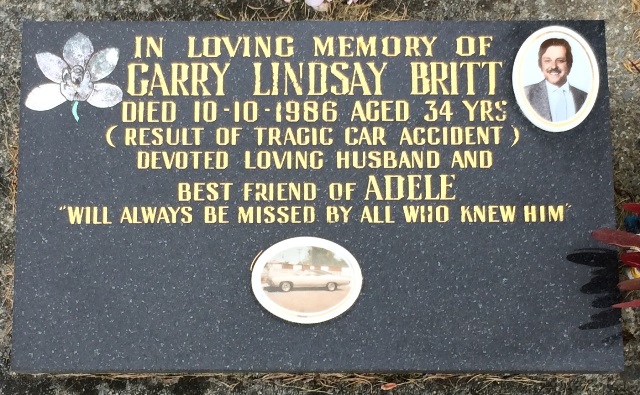 IN LOVING MEMORY OF
GARRY LINDSAY BRITT
DIED 10-10-1986 AGED 34 YRS
( RESULT OF TRAGIC CAR ACCIDENT )
DEVOTED LOVING HUSBAND AND
BEST FRIEND OF ADELE
"WILL ALWAYS BE MISSED BY ALL WHO KNEW HIM"